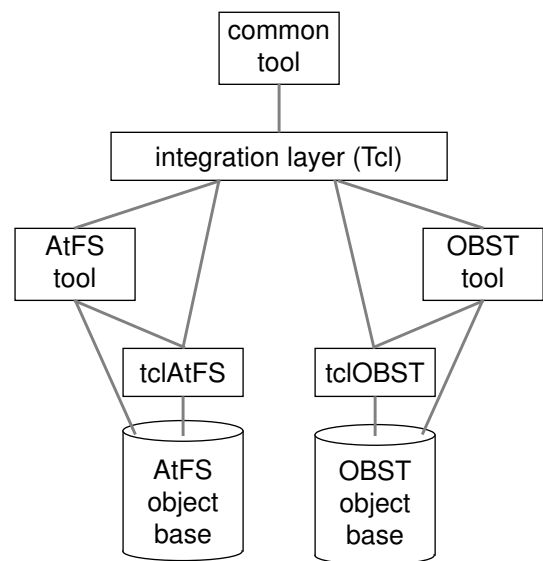 common
tool
integration layer (Tcl)
AtFS
tool
OBST
tool
tclAtFS
tclOBST
AtFS
object
base
OBST
object
base